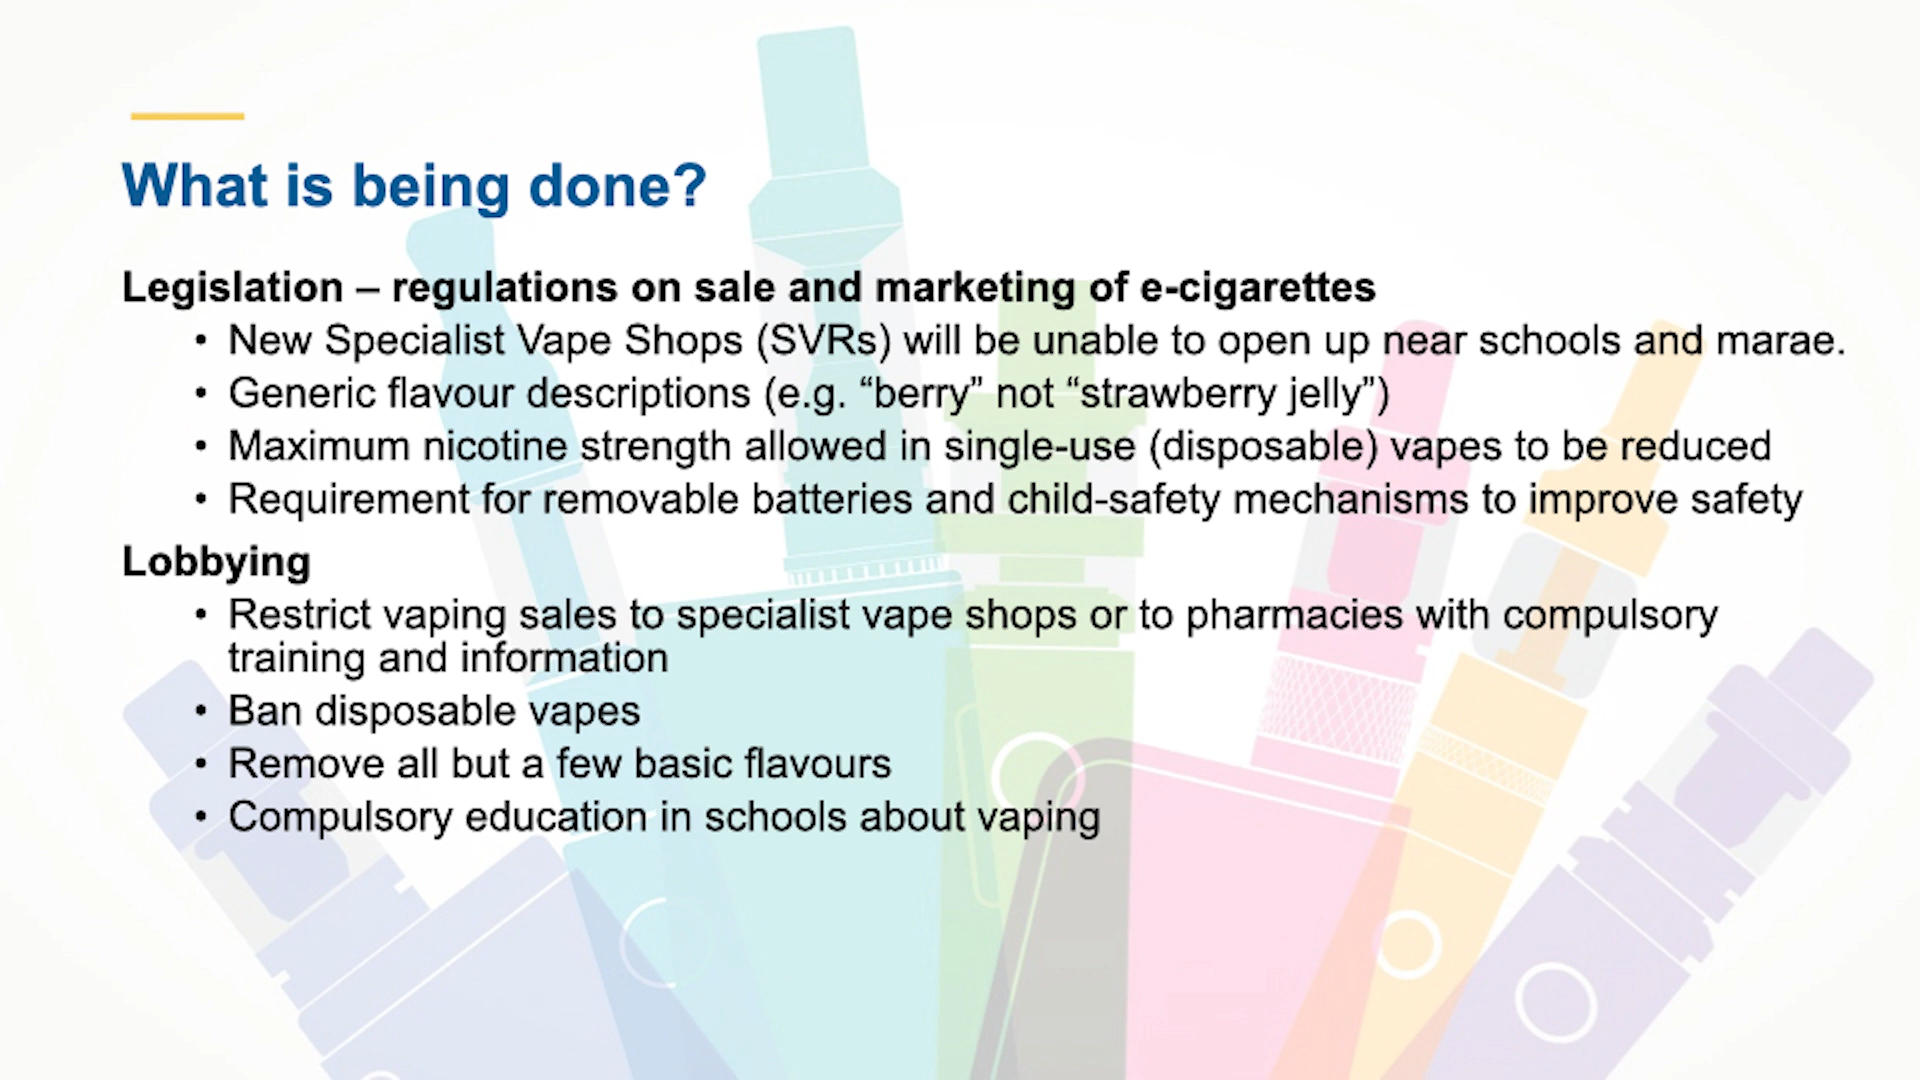 What is being done?
Legislation – regulations on sale and marketing of e-cigarettes
• New Specialist Vape Shops (SVRs) will be unable to open up near schools and marae.
• Generic flavour descriptions (e.g. “berry” not “strawberry jelly”)
• Maximum nicotine strength allowed in single-use (disposable) vapes to be reduced
• Requirement for removable batteries and child-safety mechanisms to improve safety
Lobbying
• Restrict vaping sales to specialist vape shops or to pharmacies with compulsory
training and information
• Ban disposable vapes
• Remove all but a few basic flavours
• Compulsory education in schools about vaping